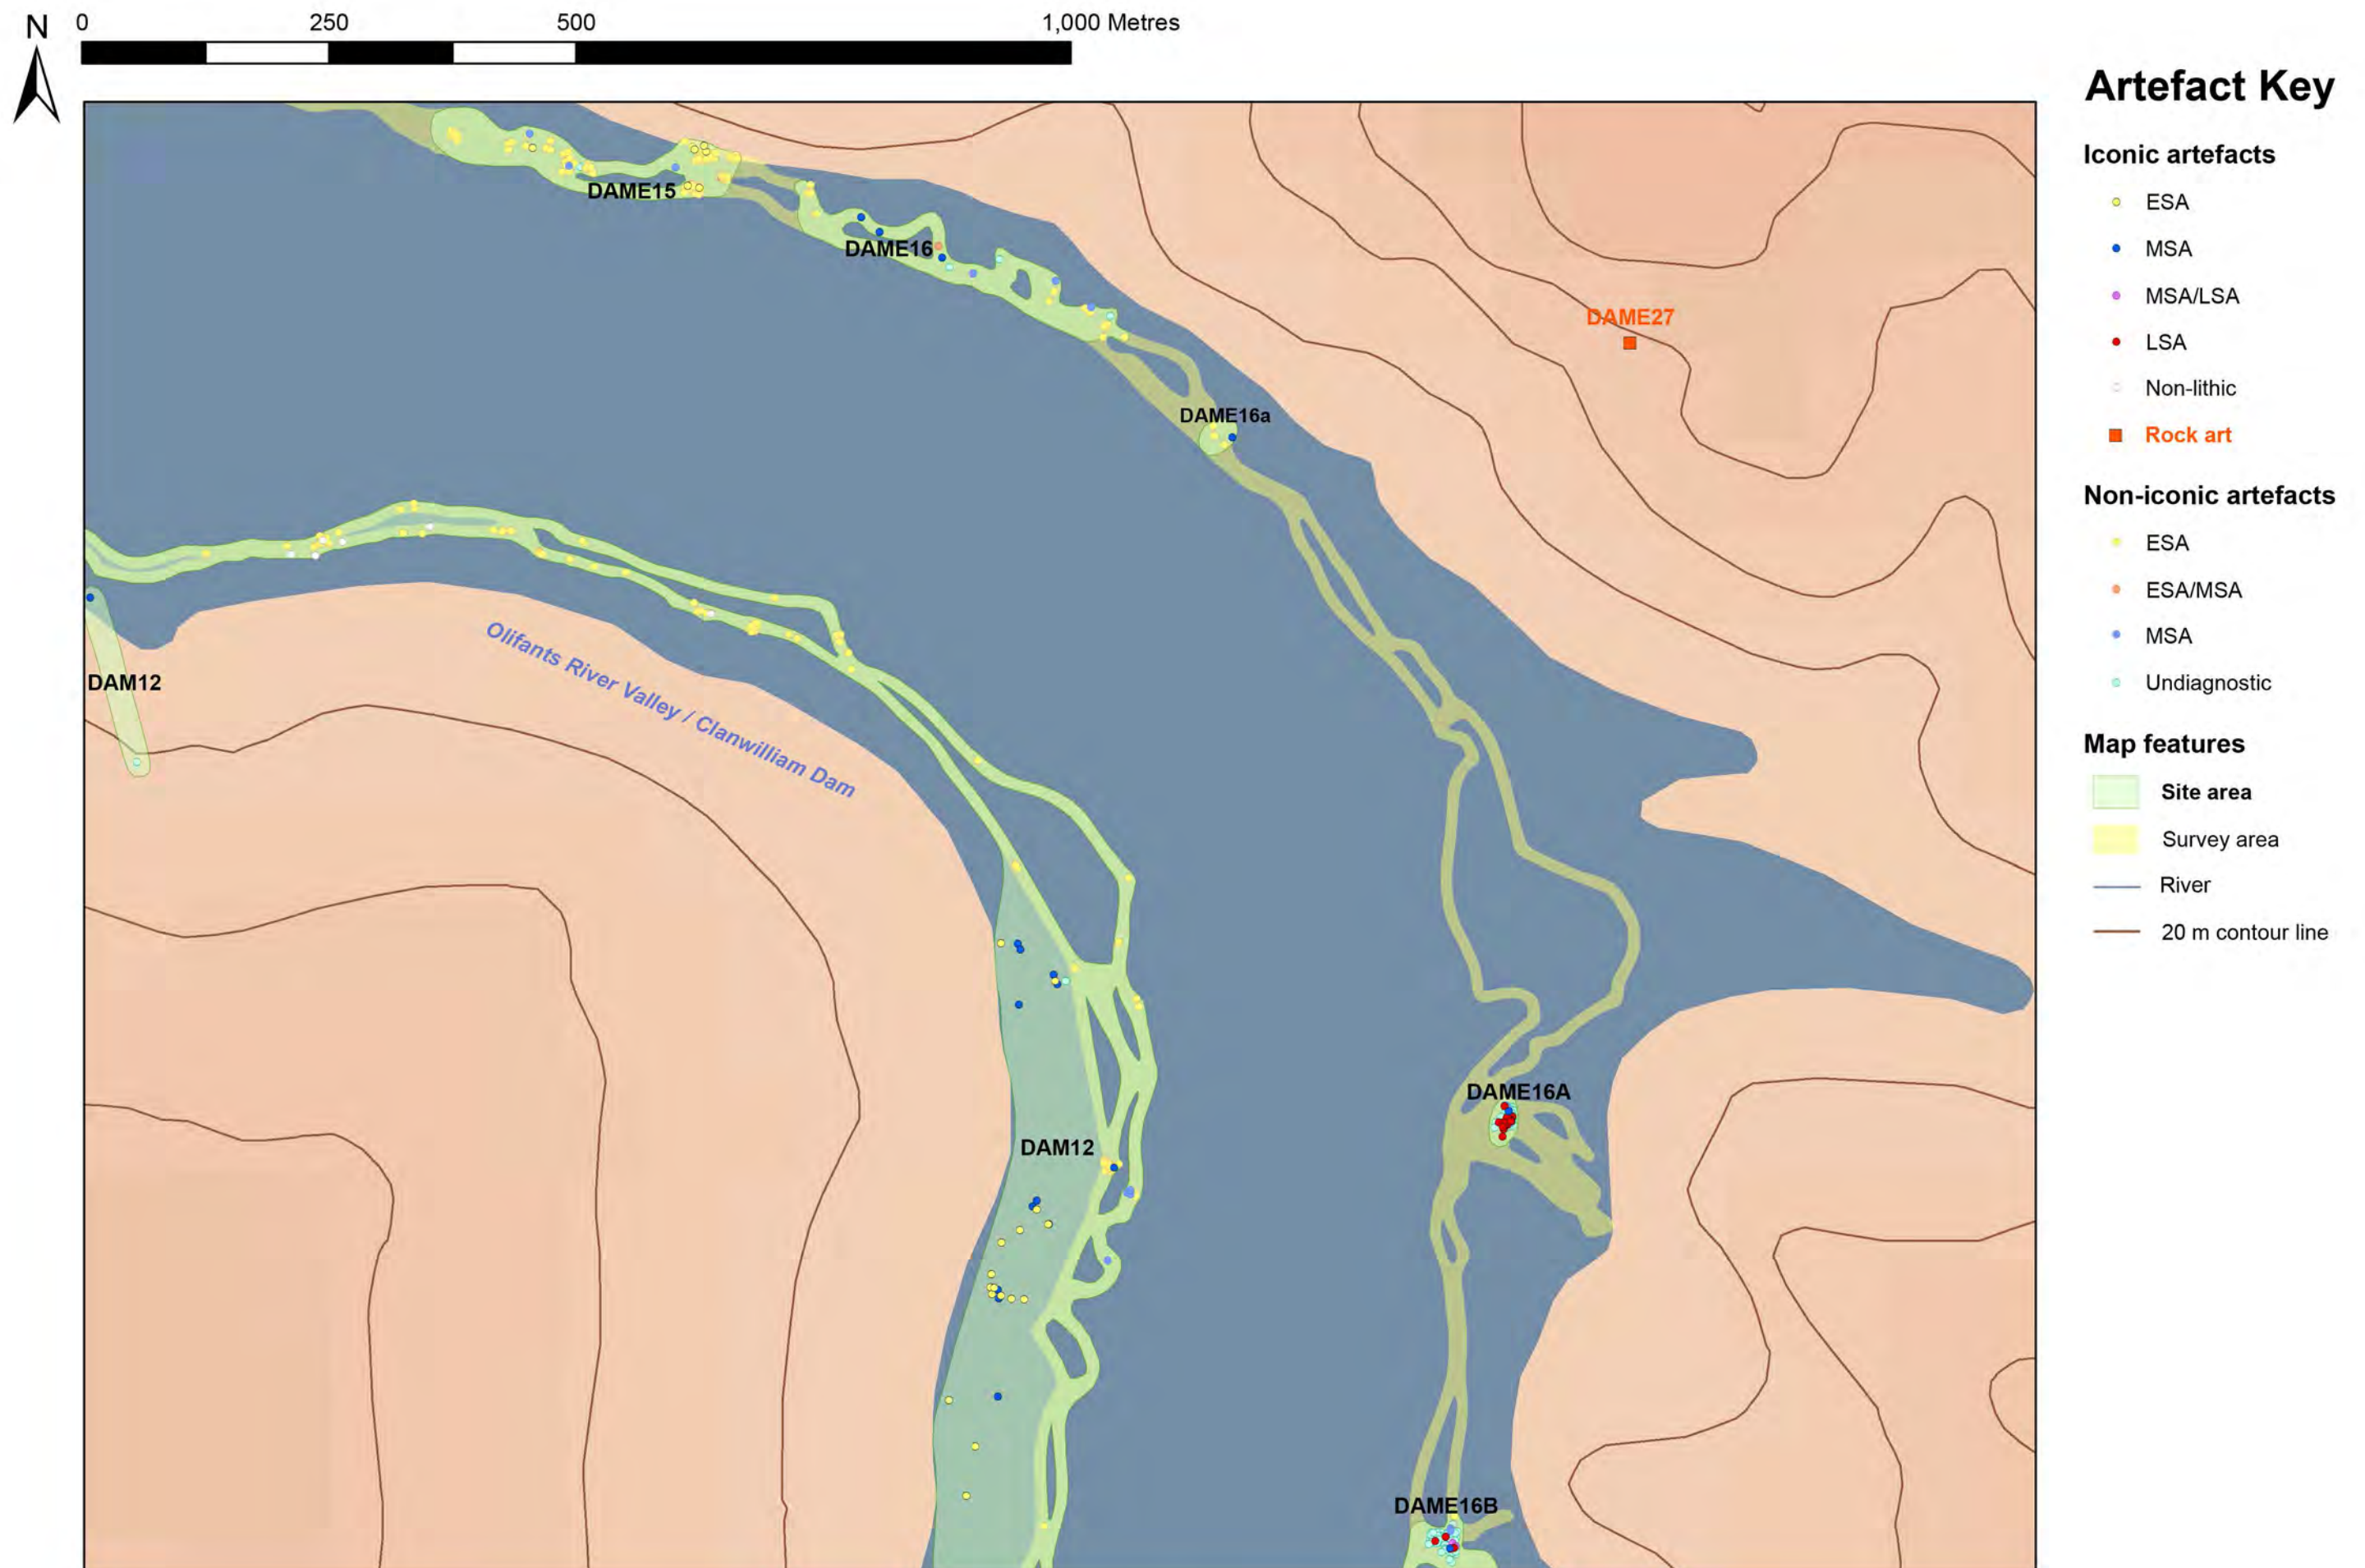 N
0 250 500 1,000 Metres
Artefact Key
Iconic artefacts
ESA
MSA
MSA/LSA
LSA
Non-lithic
Rock art
Non-iconic artefacts
ESA
ESA/MSA
MSA
Undiagnostic
Map features
Site area
Survey area
River
20 m contour line
DAME15
DAME16
DAME27
DAME16a
Olifants River Valley / Clanwilliam Dam
DAM12
DAME16A
DAM12
DAME16B